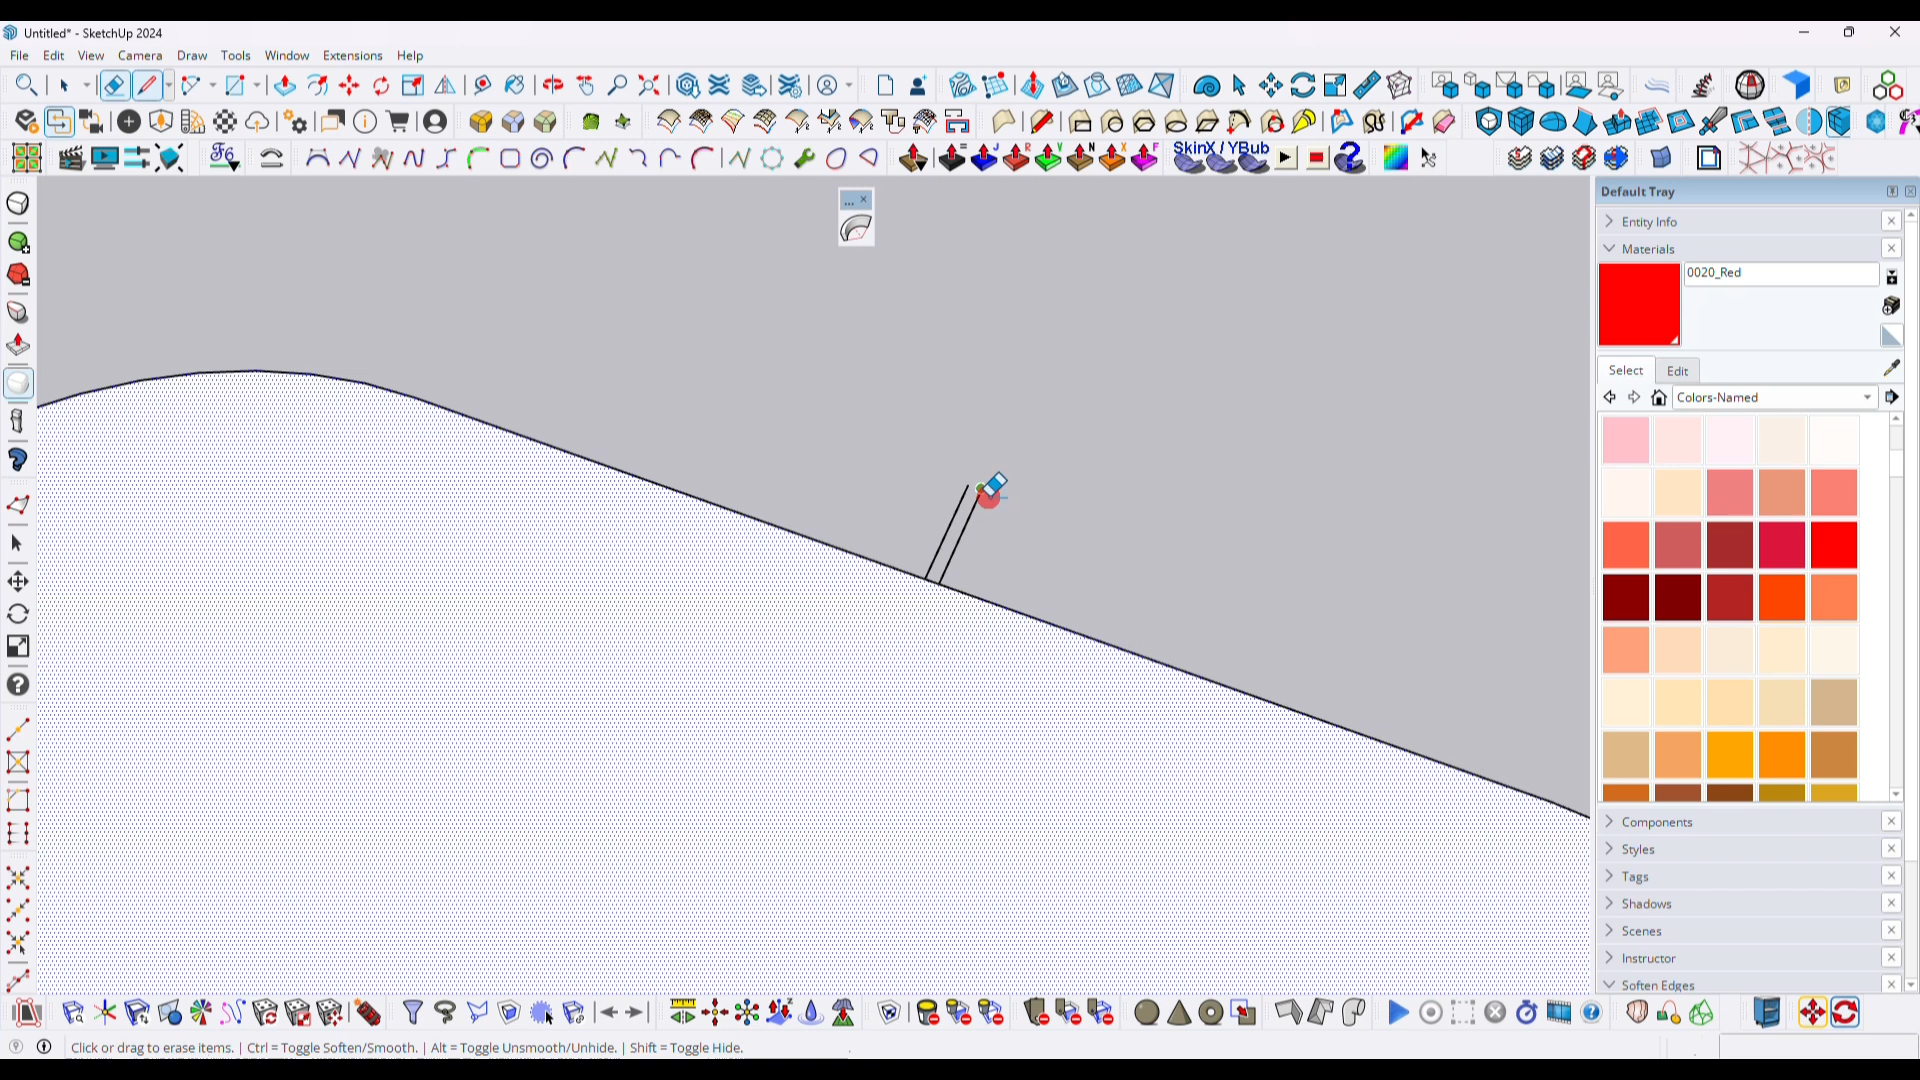 Untitled* - SketchUp 2024
File Edit View Camera Draw Tools Window Extensions Help
F6
= J R V N X F
SkinX / YBub
...
Default Tray
Entity Info
Materials
0020_Red
Select Edit
Colors-Named
Components
Styles
Tags
Shadows
Scenes
Instructor
Soften Edges
Click or drag to erase items. | Ctrl = Toggle Soften/Smooth. | Alt = Toggle Unsmooth/Unhide. | Shift = Toggle Hide.